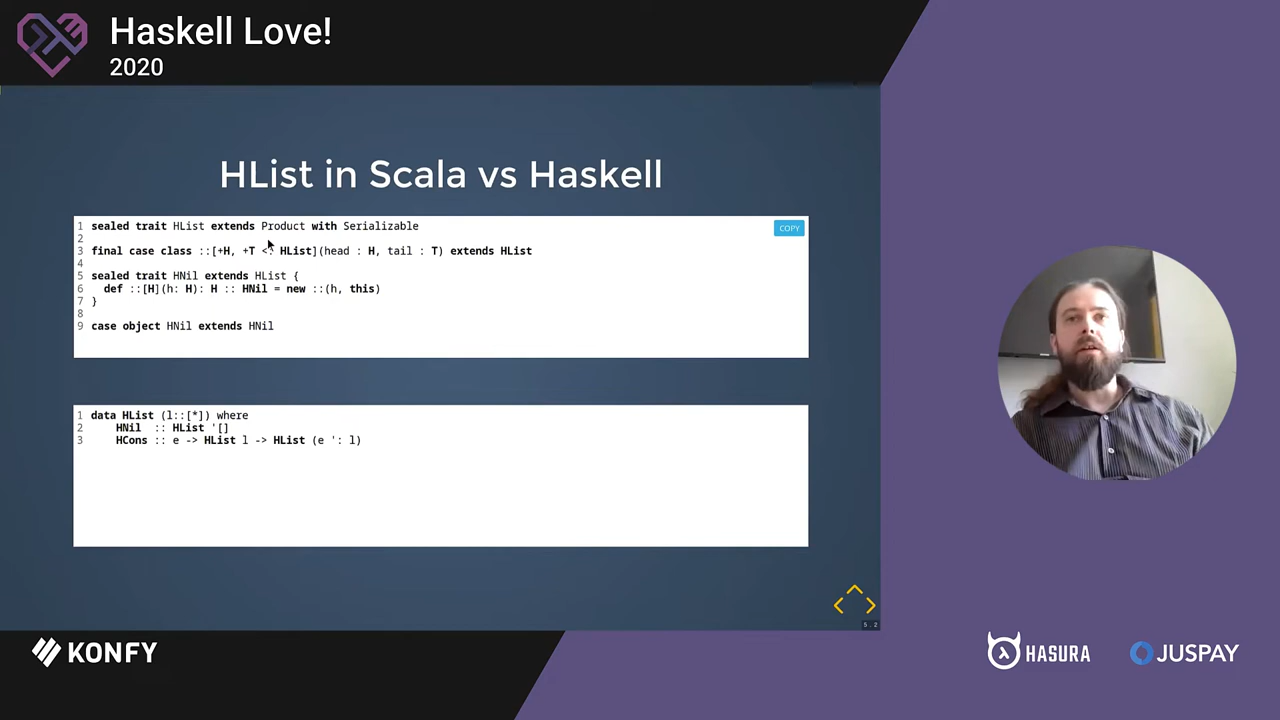 Haskell Love!
2020
HList in Scala vs Haskell
1 sealed trait HList extends Product with Serializable
2
3 final case class ::[+H, +T <: HList](head : H, tail : T) extends HList
4
5 sealed trait HNil extends HList {
6 def ::[H](h: H): H :: HNil = new ::(h, this)
7 }
8
9 case object HNil extends HNil
COPY
1 data HList (l::[*]) where
2 HNil :: HList '[]
3 HCons :: e -> HList l -> HList (e ': l)
5.2
KONFY
HASURA
JUSPAY